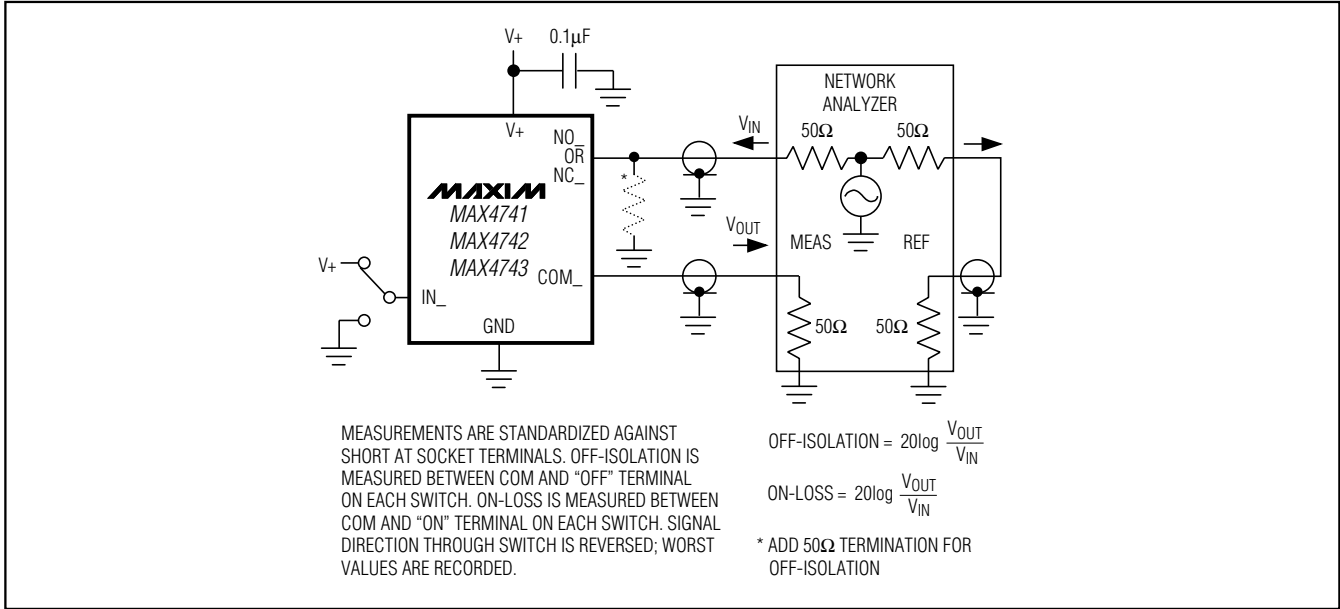 V+ 0.1μF
V+
NO_
OR
NC_
MAXIM
MAX4741
MAX4742
MAX4743
COM_
V+
IN_
GND
VIN
VOUT
NETWORK
ANALYZER
50Ω 50Ω
MEAS REF
50Ω 50Ω
*
MEASUREMENTS ARE STANDARDIZED AGAINST
SHORT AT SOCKET TERMINALS. OFF-ISOLATION IS
MEASURED BETWEEN COM AND “OFF” TERMINAL
ON EACH SWITCH. ON-LOSS IS MEASURED BETWEEN
COM AND “ON” TERMINAL ON EACH SWITCH. SIGNAL
DIRECTION THROUGH SWITCH IS REVERSED; WORST
VALUES ARE RECORDED.
OFF-ISOLATION = 20log VOUT
VIN
ON-LOSS = 20log VOUT
VIN
* ADD 50Ω TERMINATION FOR
OFF-ISOLATION